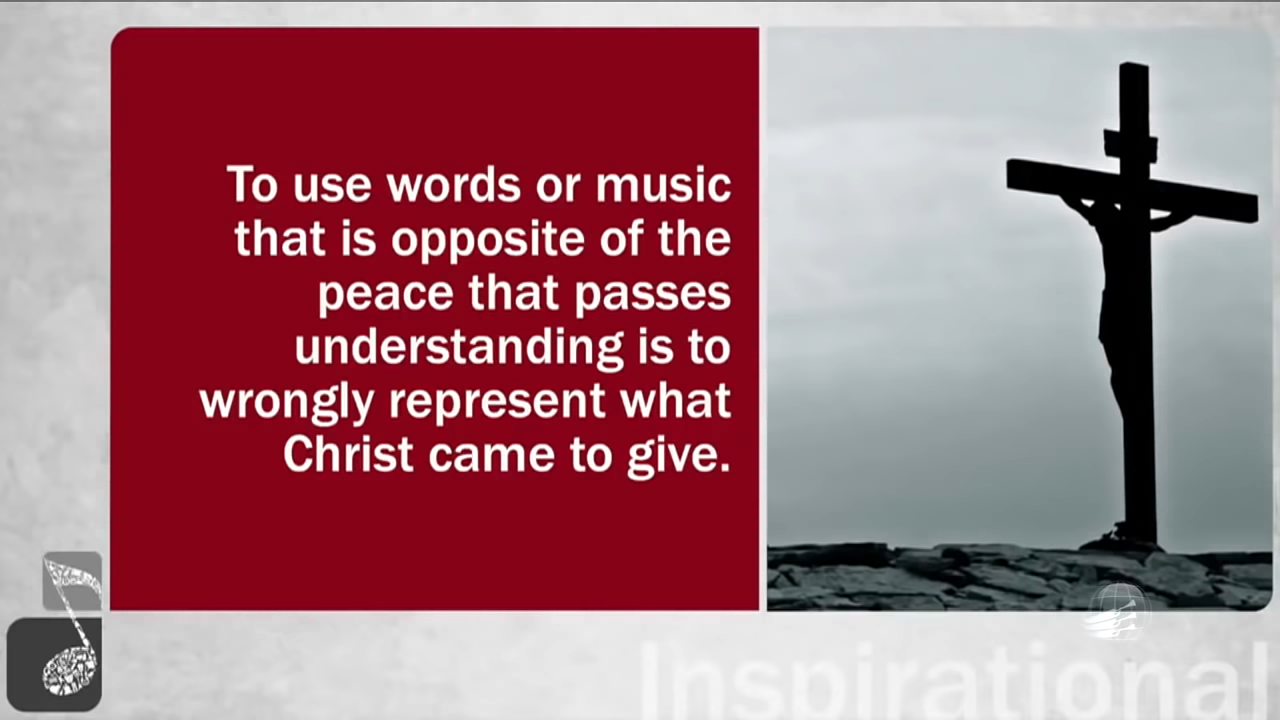 To use words or music
that is opposite of the
peace that passes
understanding is to
wrongly represent what
Christ came to give.
Inspirational